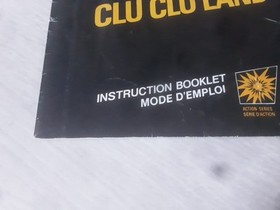 CLU CLU LAND
INSTRUCTION BOOKLET
MODE D'EMPLOI
ACTION SERIES
SÉRIE D'ACTION